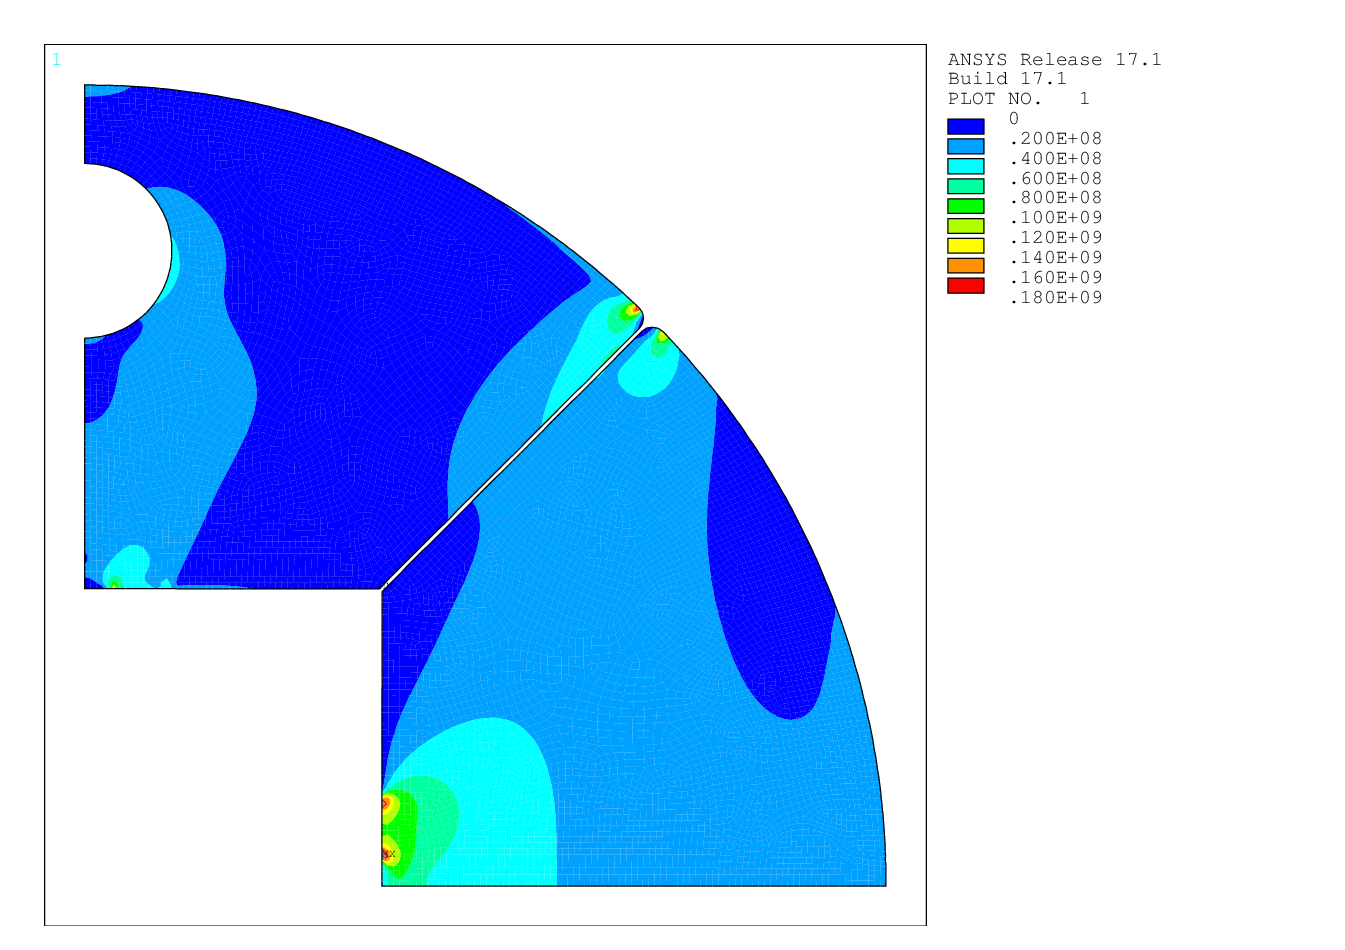 1
ANSYS Release 17.1
Build 17.1
PLOT NO. 1
0
.200E+08
.400E+08
.600E+08
.800E+08
.100E+09
.120E+09
.140E+09
.160E+09
.180E+09